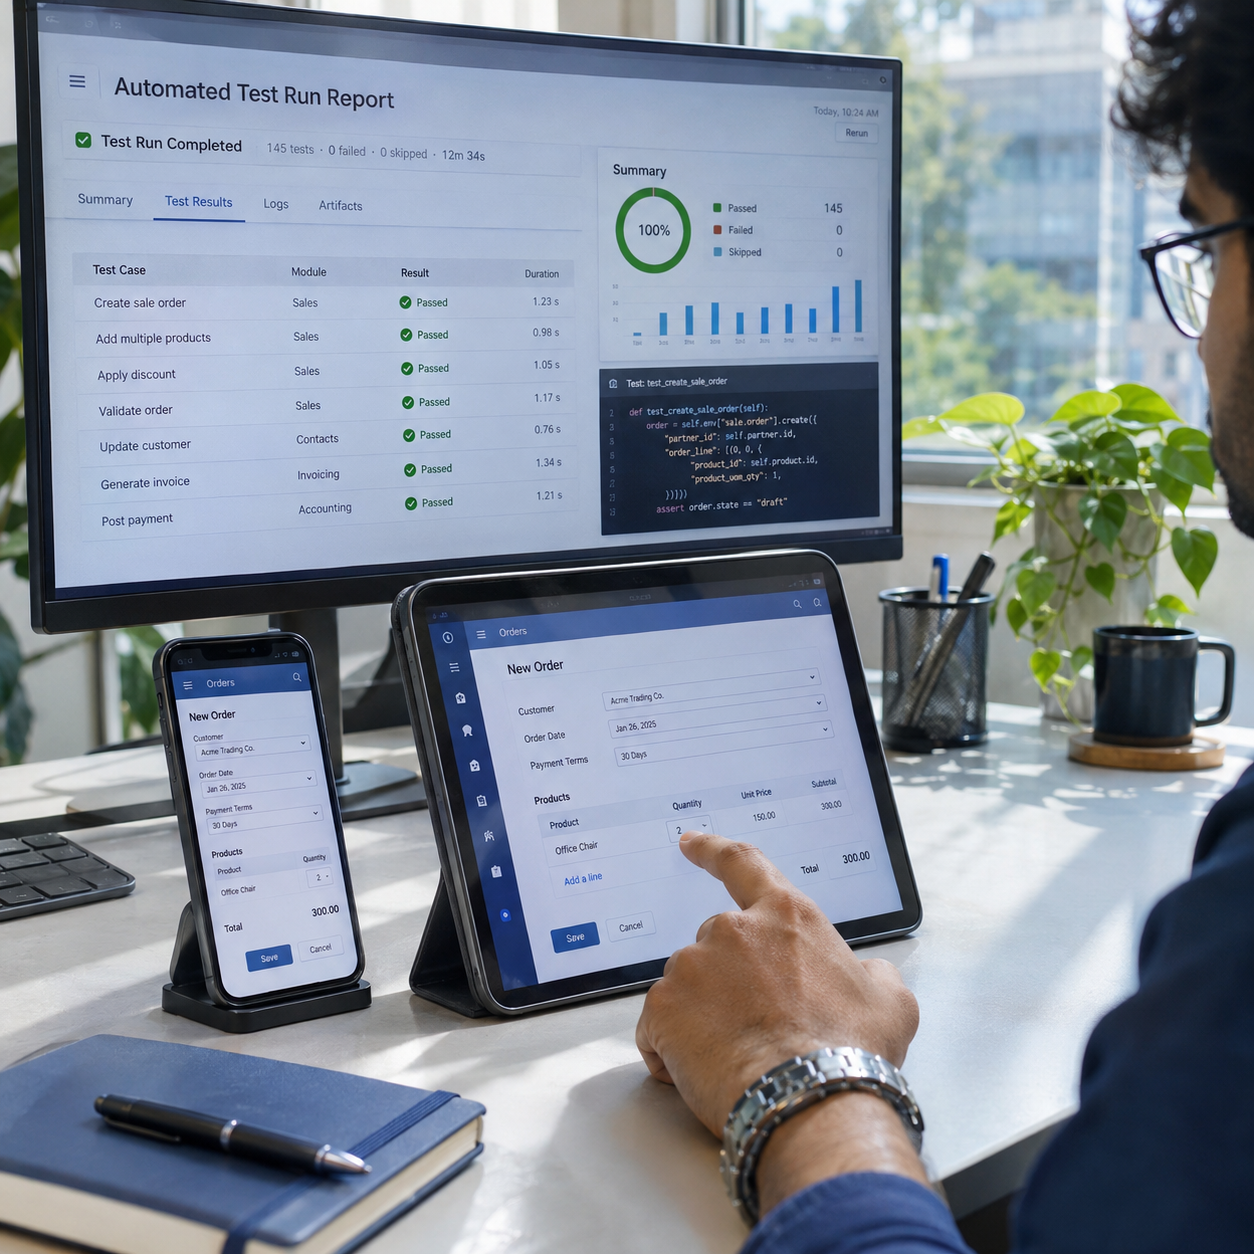 Automated Test Run Report
Today, 10:24 AM
Rerun
Test Run Completed 145 tests · 0 failed · 0 skipped · 12m 34s
Summary Test Results Logs Artifacts
Test Case Module Result Duration
Create sale order Sales Passed 1.23 s
Add multiple products Sales Passed 0.98 s
Apply discount Sales Passed 1.05 s
Validate order Sales Passed 1.17 s
Update customer Contacts Passed 0.76 s
Generate invoice Invoicing Passed 1.34 s
Post payment Accounting Passed 1.21 s
Summary
100%
Passed 145
Failed 0
Skipped 0
Test: test_create_sale_order
def test_create_sale_order(self):
order = self.env["sale.order"].create({
"partner_id": self.partner.id,
"order_line": [(0, 0, {
"product_id": self.product.id,
"product_uom_qty": 1,
})]})
assert order.state == "draft"
Orders
New Order
Customer
Acme Trading Co.
Order Date
Jan 26, 2025
Payment Terms
30 Days
Products
Product Quantity
Office Chair 2
Total 300.00
Save Cancel
Orders
New Order
Customer Acme Trading Co.
Order Date Jan 26, 2025
Payment Terms 30 Days
Products
Product Quantity Unit Price Subtotal
Office Chair 2 150.00 300.00
Add a line
Total 300.00
Save Cancel